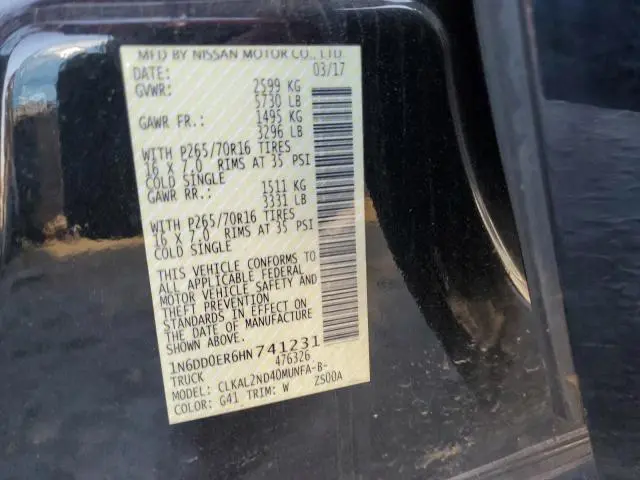 MFD BY NISSAN MOTOR CO., LTD.
DATE: 03/17
GVWR: 2599 KG
5730 LB
GAWR FR.: 1495 KG
3296 LB
WITH P265/70R16 TIRES
16 X 7.0 RIMS AT 35 PSI
COLD SINGLE
GAWR RR.: 1511 KG
3331 LB
WITH P265/70R16 TIRES
16 X 7.0 RIMS AT 35 PSI
COLD SINGLE
THIS VEHICLE CONFORMS TO
ALL APPLICABLE FEDERAL
MOTOR VEHICLE SAFETY AND
THEFT PREVENTION
STANDARDS IN EFFECT ON
THE DATE OF MANUFACTURE
SHOWN ABOVE.
1N6DD0ER6HN741231
TRUCK 476326
MODEL: CLKAL2ND40MUNFA-B-
COLOR: G41 TRIM: W ZS00A